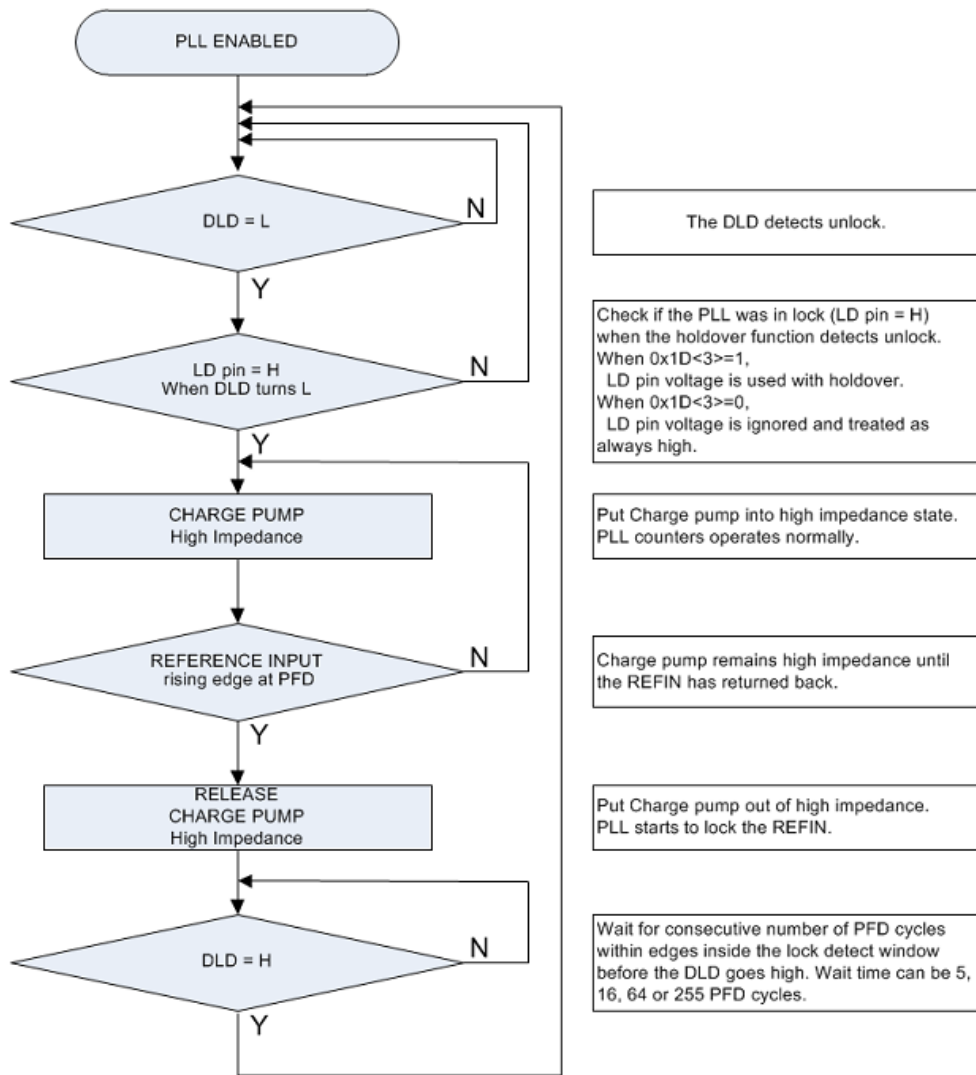 PLL ENABLED
DLD = L
N
Y
The DLD detects unlock.
LD pin = H
When DLD turns L
N
Y
Check if the PLL was in lock (LD pin = H)
when the holdover function detects unlock.
When 0x1D<3>=1,
LD pin voltage is used with holdover.
When 0x1D<3>=0,
LD pin voltage is ignored and treated as
always high.
CHARGE PUMP
High Impedance
Put Charge pump into high impedance state.
PLL counters operates normally.
REFERENCE INPUT
rising edge at PFD
N
Y
Charge pump remains high impedance until
the REFIN has returned back.
RELEASE
CHARGE PUMP
High Impedance
Put Charge pump out of high impedance.
PLL starts to lock the REFIN.
DLD = H
N
Y
Wait for consecutive number of PFD cycles
within edges inside the lock detect window
before the DLD goes high. Wait time can be 5,
16, 64 or 255 PFD cycles.